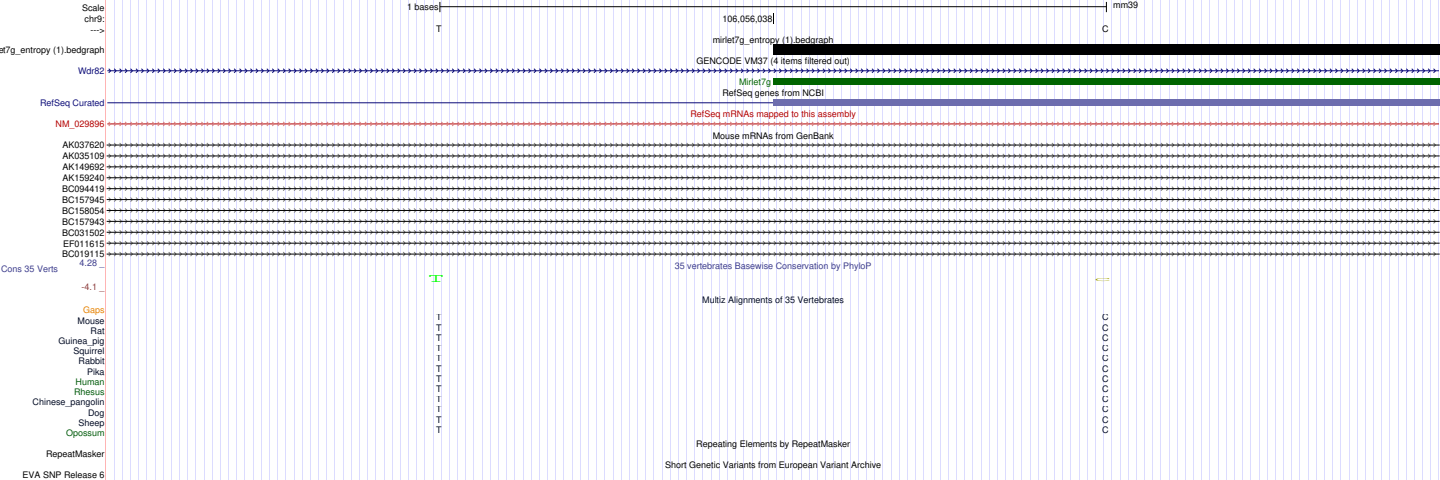 Scale 1 bases mm39
chr9: 106,056,038
---> T C
mirlet7g_entropy (1).bedgraph
et7g_entropy (1).bedgraph
GENCODE VM37 (4 items filtered out)
Wdr82
Mirlet7g
RefSeq genes from NCBI
RefSeq Curated
RefSeq mRNAs mapped to this assembly
NM_029896
Mouse mRNAs from GenBank
AK037620
AK035109
AK149692
AK159240
BC094419
BC157945
BC158054
BC157943
BC031502
EF011615
BC019115
4.28 _
35 vertebrates Basewise Conservation by PhyloP
Cons 35 Verts
T
-4.1 _
Multiz Alignments of 35 Vertebrates
Gaps
Mouse T C
Rat T C
Guinea_pig T C
Squirrel T C
Rabbit T C
Pika T C
Human T C
Rhesus T C
Chinese_pangolin T C
Dog T C
Sheep T C
Opossum T C
Repeating Elements by RepeatMasker
RepeatMasker
Short Genetic Variants from European Variant Archive
EVA SNP Release 6